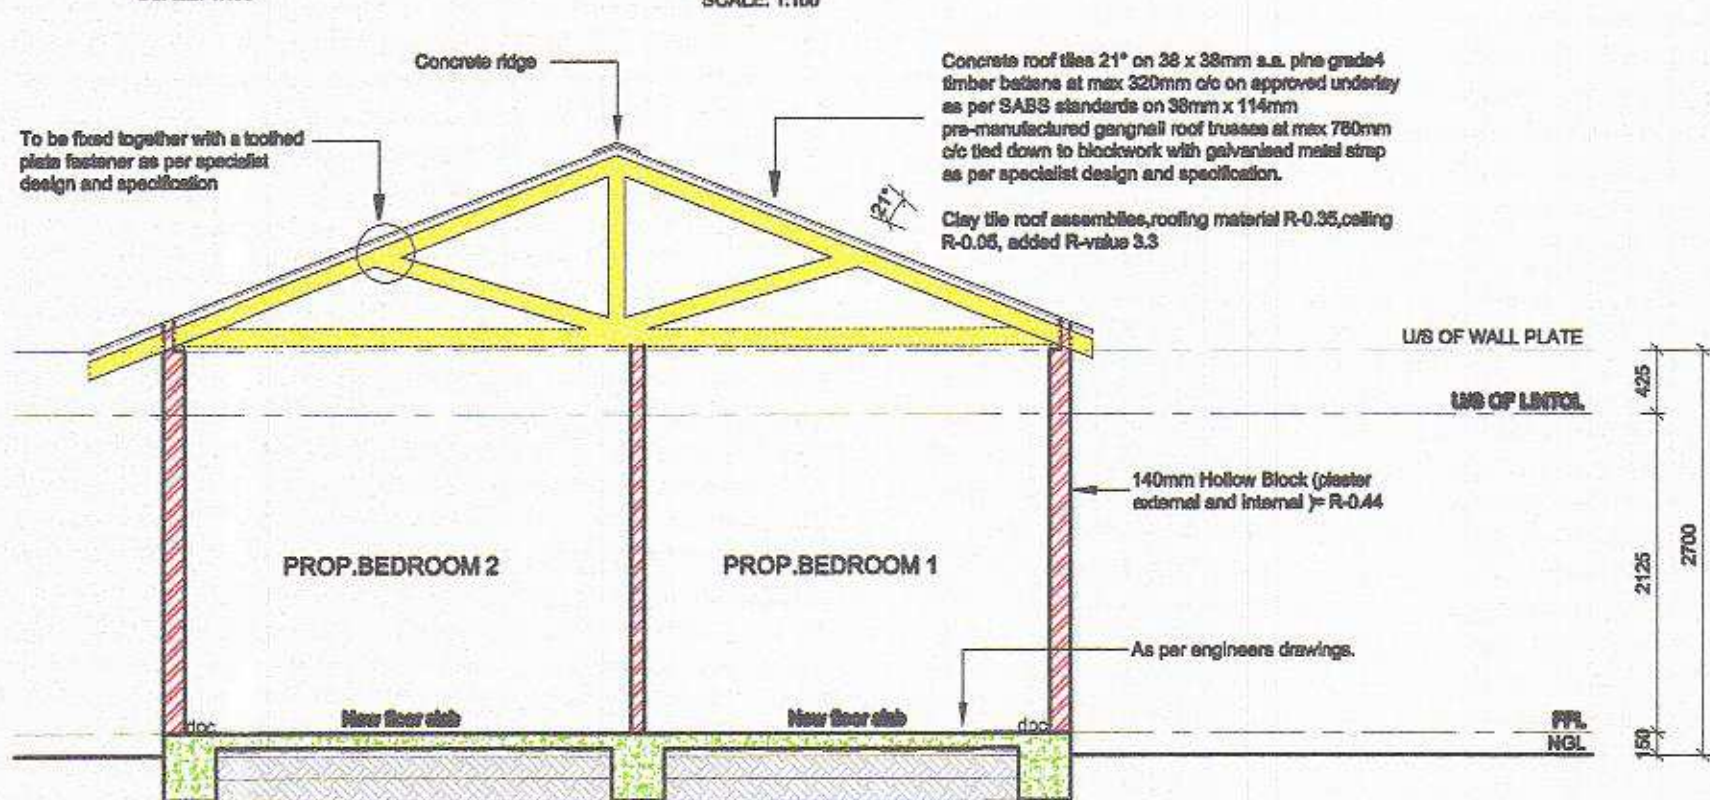 SCALE: 1:100
Concrete ridge
Concrete roof tiles 21° on 38 x 38mm s.a. pine grade4
timber battens at max 320mm c/c on approved underlay
as per SABS standards on 38mm x 114mm
pre-manufactured gangnail roof trusses at max 760mm
c/c tied down to blockwork with galvanised metal strap
as per specialist design and specification.
To be fixed together with a toothed
plate fastener as per specialist
design and specification
21°
Clay tile roof assemblies,roofing material R-0.35,ceiling
R-0.05, added R-value 3.3
U/S OF WALL PLATE
425
U/S OF LINTOL
140mm Hollow Block (plaster
external and internal )= R-0.44
PROP.BEDROOM 2
PROP.BEDROOM 1
2125
2700
As per engineers drawings.
dpc
New floor slab
New floor slab
dpc
FFL
NGL
150